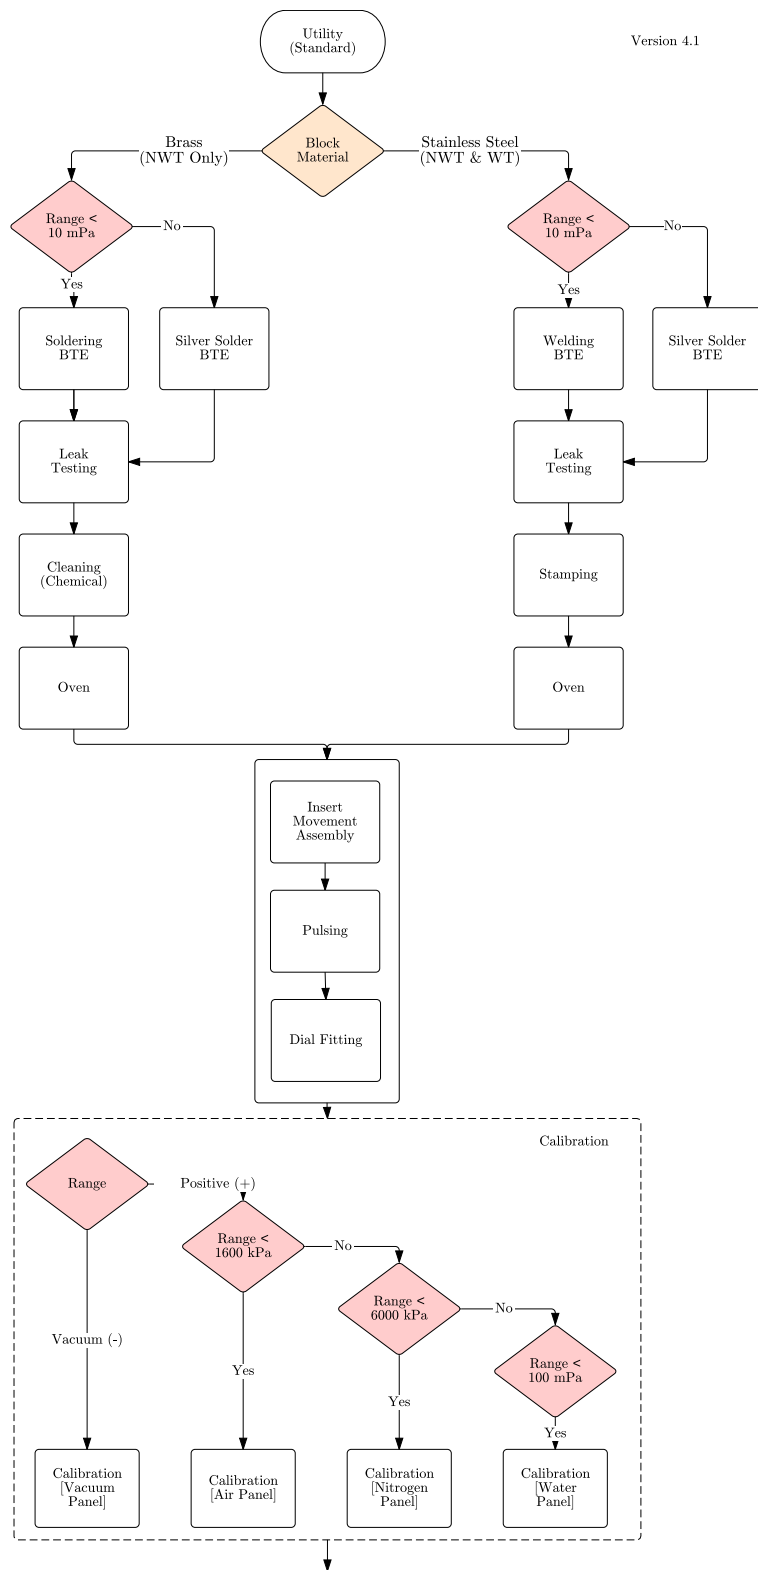 Utility
(Standard)
Version 4.1
Block
Material
Brass
(NWT Only)
Stainless Steel
(NWT & WT)
Range <
10 mPa
No
Yes
Range <
10 mPa
No
Yes
Soldering
BTE
Silver Solder
BTE
Welding
BTE
Silver Solder
BTE
Leak
Testing
Leak
Testing
Cleaning
(Chemical)
Stamping
Oven
Oven
Insert
Movement
Assembly
Pulsing
Dial Fitting
Calibration
Range
Positive (+)
Range <
1600 kPa
No
Range <
6000 kPa
No
Range <
100 mPa
Vacuum (-)
Yes
Yes
Yes
Calibration
[Vacuum
Panel]
Calibration
[Air Panel]
Calibration
[Nitrogen
Panel]
Calibration
[Water
Panel]